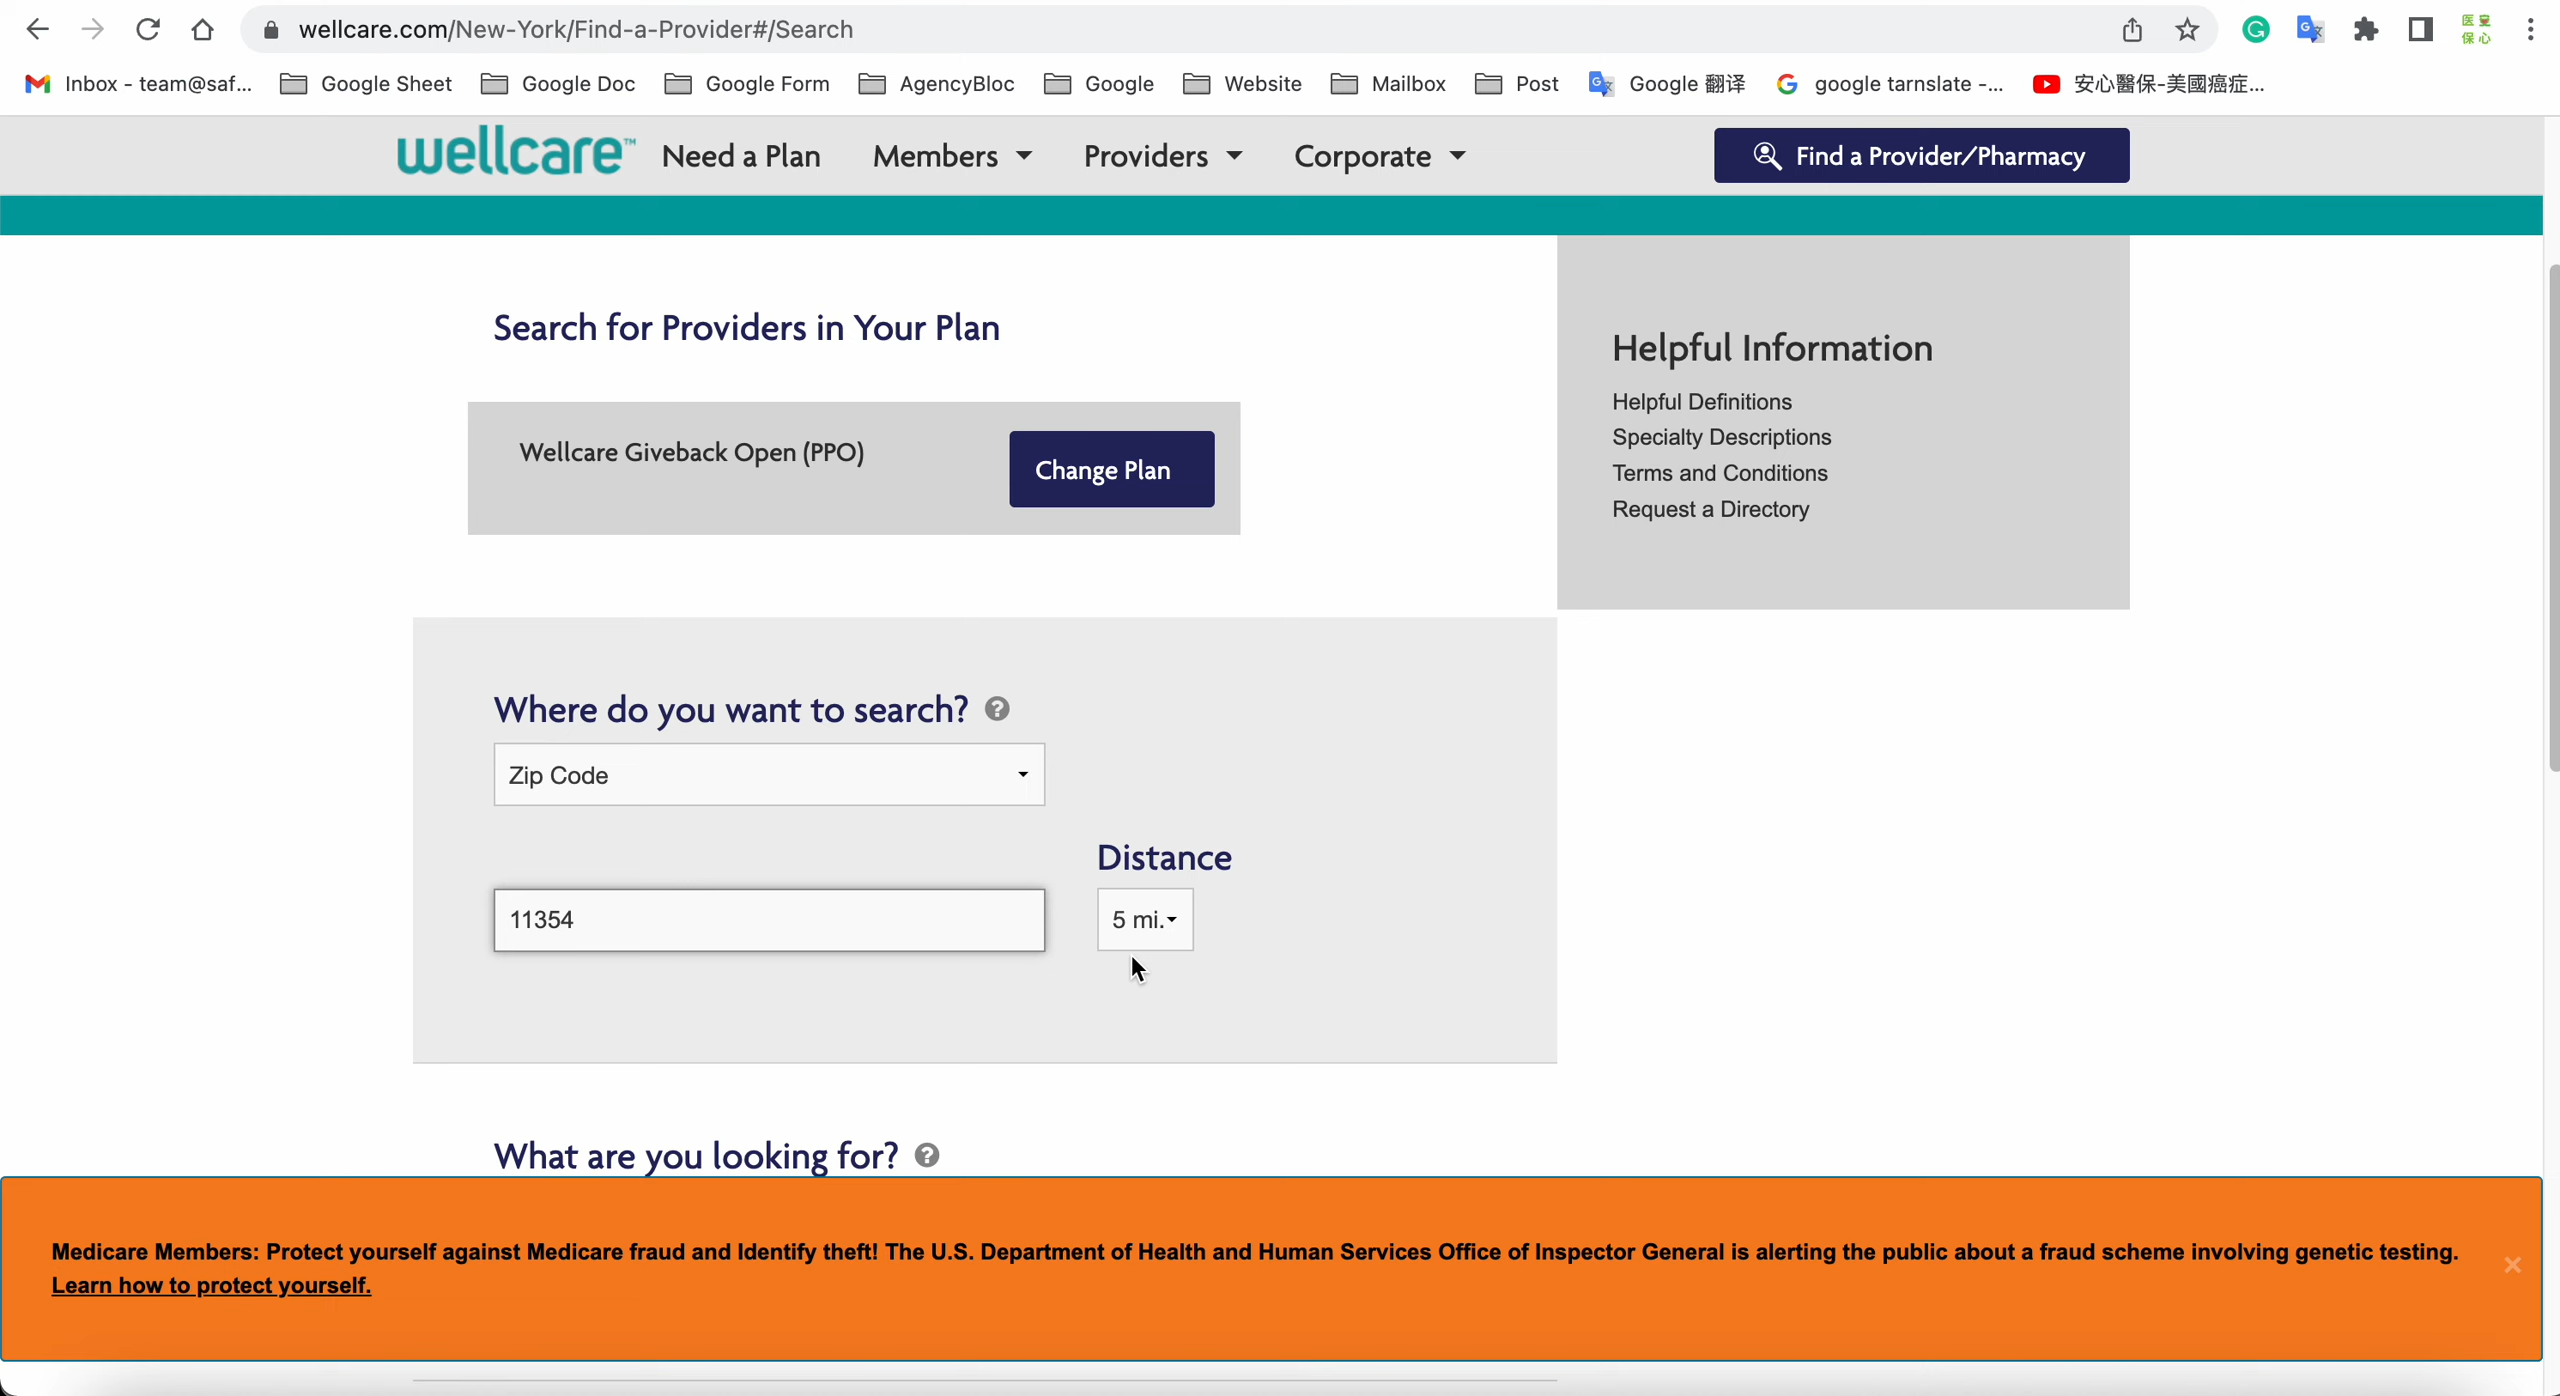 wellcare.com/New-York/Find-a-Provider#/Search
医安
保心
Inbox - team@saf... Google Sheet Google Doc Google Form AgencyBloc Google Website Mailbox Post Google 翻译 google tarnslate -... 安心醫保-美國癌症...
wellcare™ Need a Plan Members Providers Corporate Find a Provider/Pharmacy
Search for Providers in Your Plan
Wellcare Giveback Open (PPO)
Change Plan
Helpful Information
Helpful Definitions
Specialty Descriptions
Terms and Conditions
Request a Directory
Where do you want to search? ?
Zip Code
Distance
11354
5 mi.
What are you looking for? ?
Medicare Members: Protect yourself against Medicare fraud and Identify theft! The U.S. Department of Health and Human Services Office of Inspector General is alerting the public about a fraud scheme involving genetic testing.
Learn how to protect yourself.